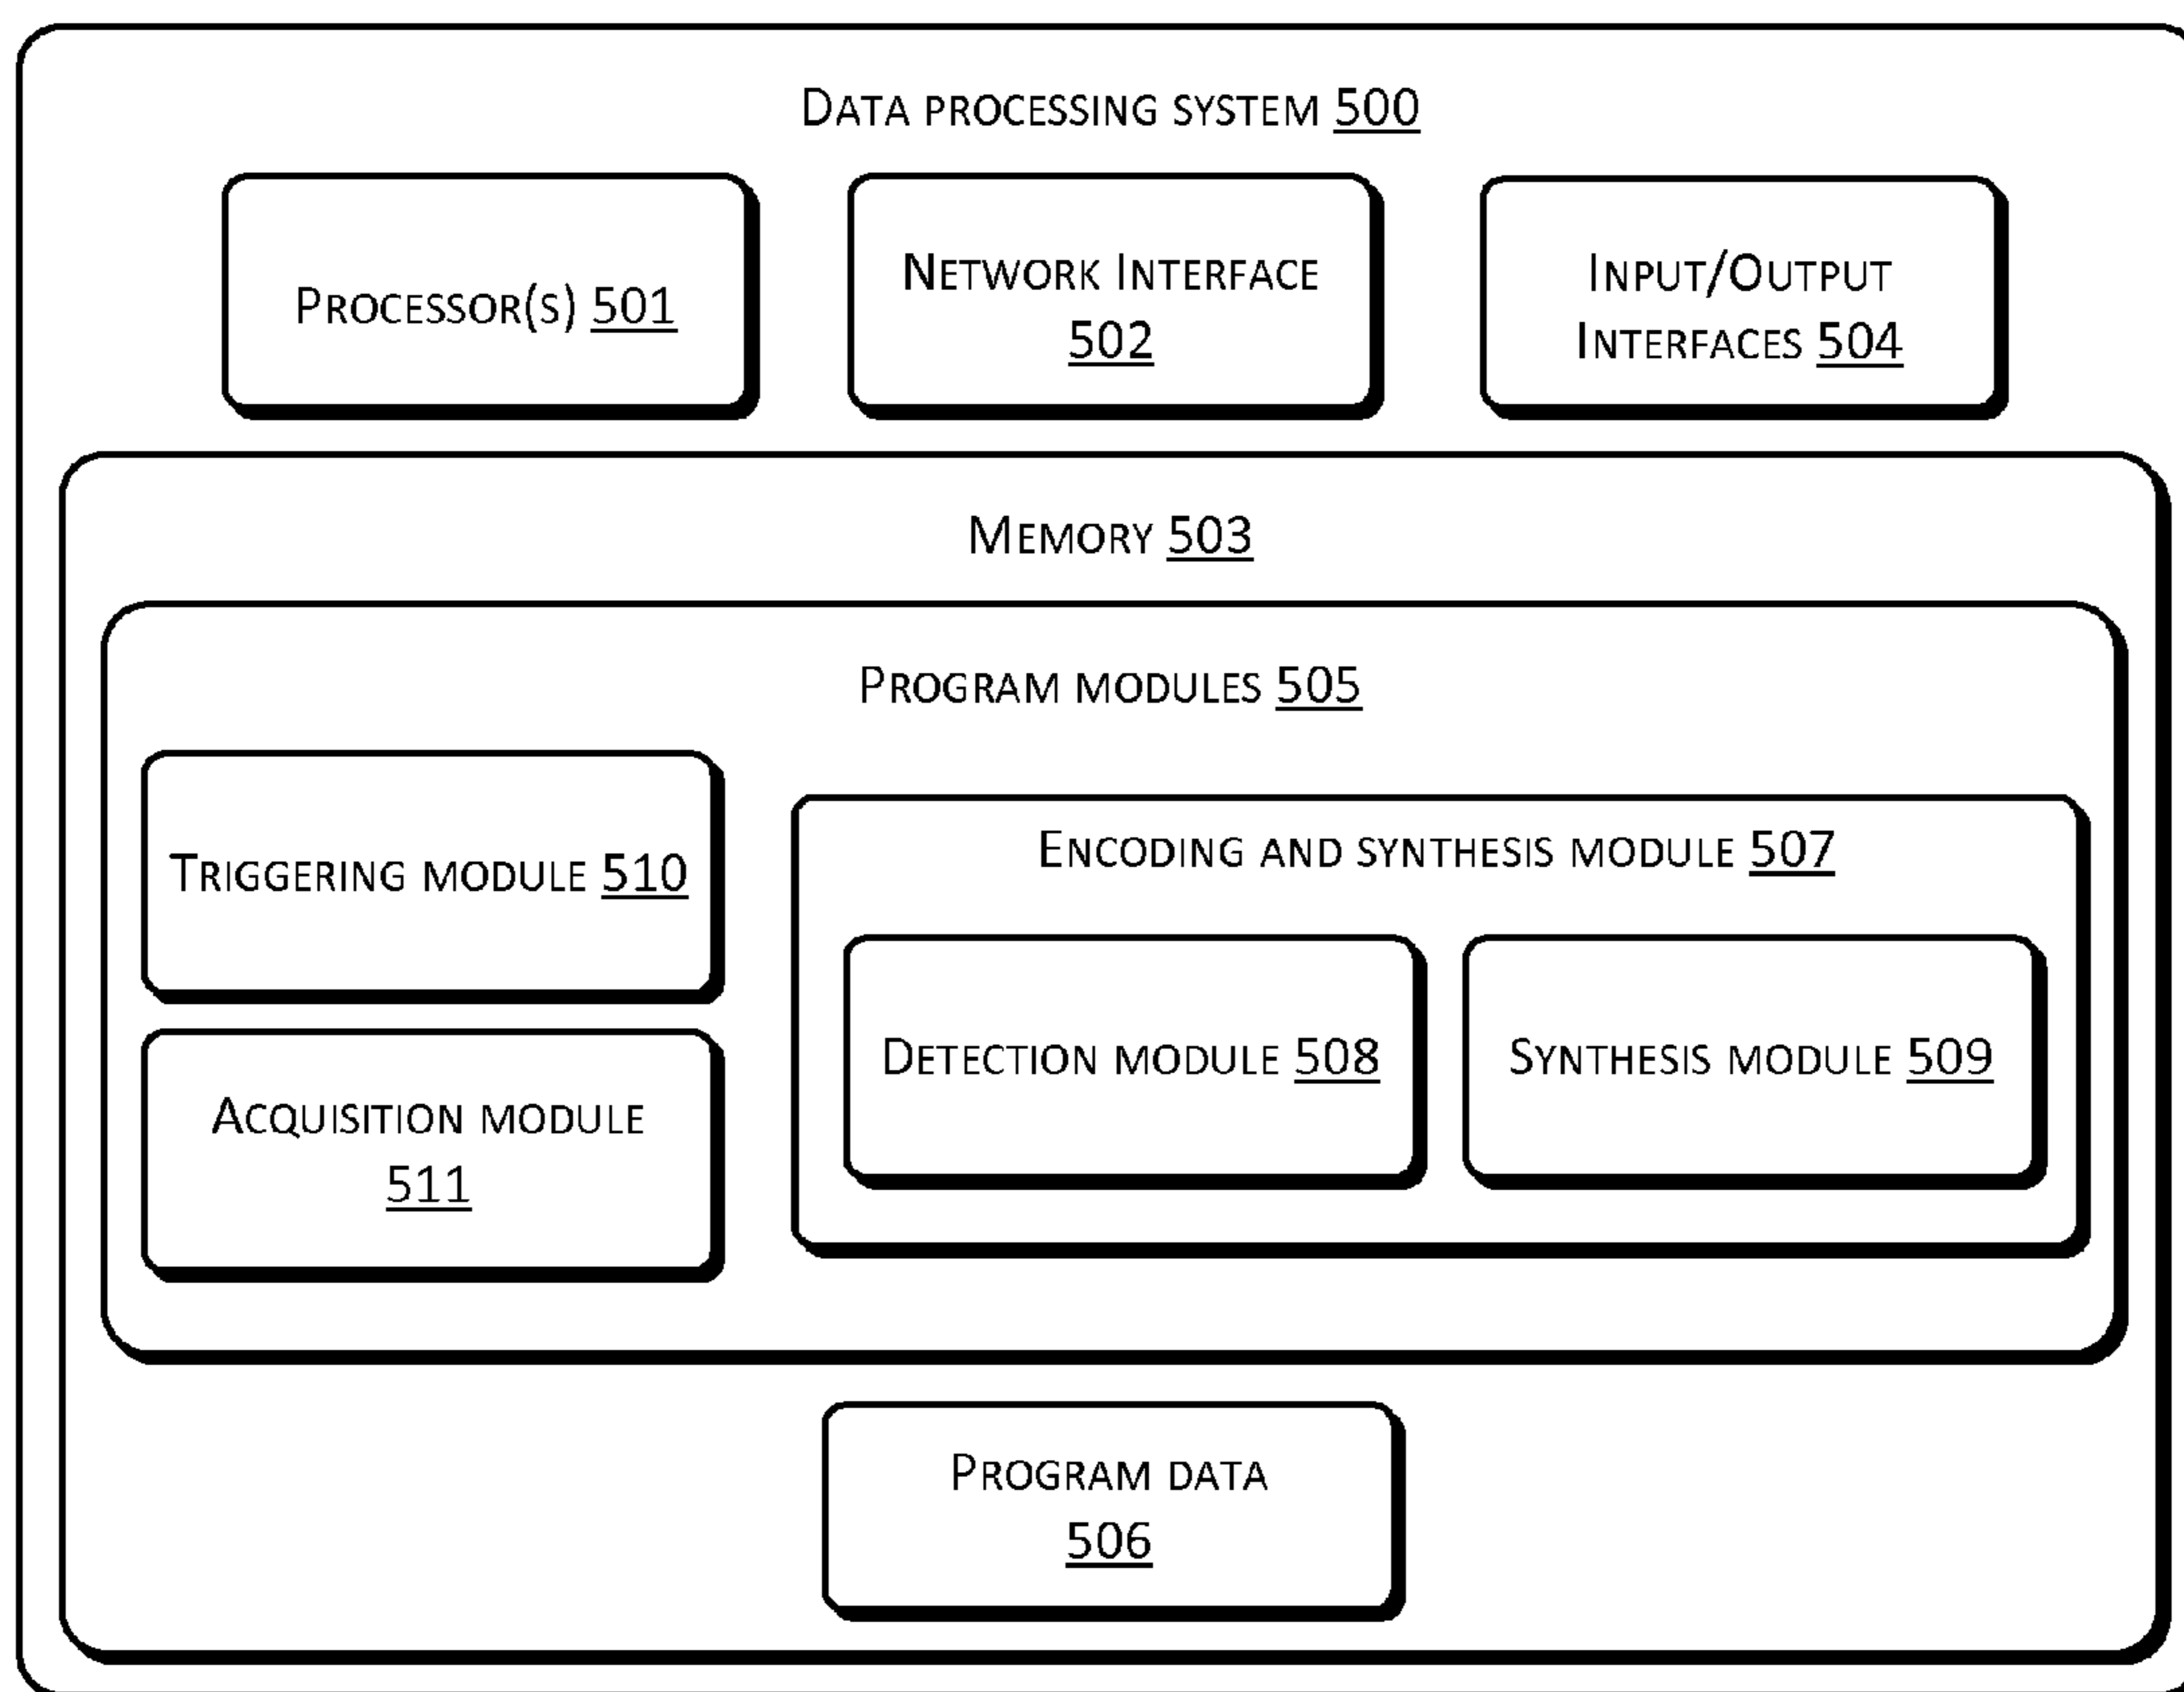 Data processing system 500
Processor(s) 501
Network Interface
502
Input/Output
Interfaces 504
Memory 503
Program modules 505
Triggering module 510
Acquisition module
511
Encoding and synthesis module 507
Detection module 508
Synthesis module 509
Program data
506